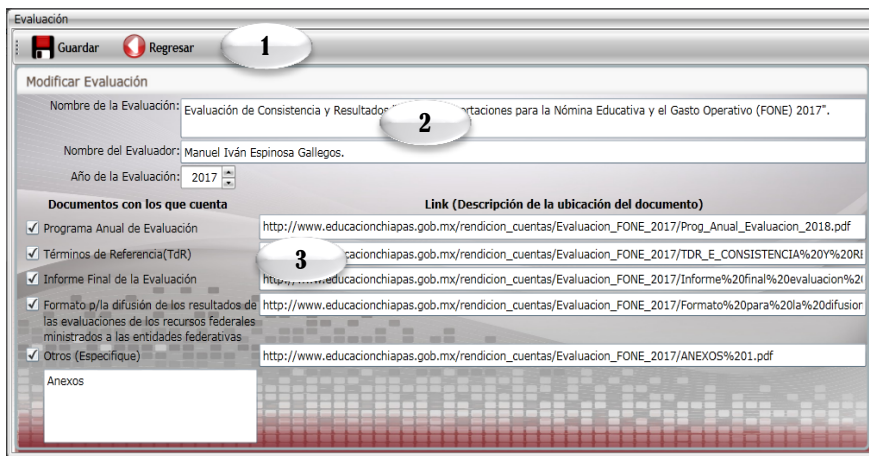 Evaluación
Guardar Regresar 1
Modificar Evaluación
Nombre de la Evaluación: Evaluación de Consistencia y Resultados 2 rtaciones para la Nómina Educativa y el Gasto Operativo (FONE) 2017".
Nombre del Evaluador: Manuel Iván Espinosa Gallegos.
Año de la Evaluación: 2017
Documentos con los que cuenta Link (Descripción de la ubicación del documento)
Programa Anual de Evaluación http://www.educacionchiapas.gob.mx/rendicion_cuentas/Evaluacion_FONE_2017/Prog_Anual_Evaluacion_2018.pdf
Términos de Referencia(TdR) 3 cacionchiapas.gob.mx/rendicion_cuentas/Evaluacion_FONE_2017/TDR_E_CONSISTENCIA%20Y%20RE
Informe Final de la Evaluación educacionchiapas.gob.mx/rendicion_cuentas/Evaluacion_FONE_2017/Informe%20final%20evaluacion%2
Formato p/la difusión de los resultados de http://www.educacionchiapas.gob.mx/rendicion_cuentas/Evaluacion_FONE_2017/Formato%20para%20la%20difusion
las evaluaciones de los recursos federales
ministrados a las entidades federativas
Otros (Especifique) http://www.educacionchiapas.gob.mx/rendicion_cuentas/Evaluacion_FONE_2017/ANEXOS%201.pdf
Anexos